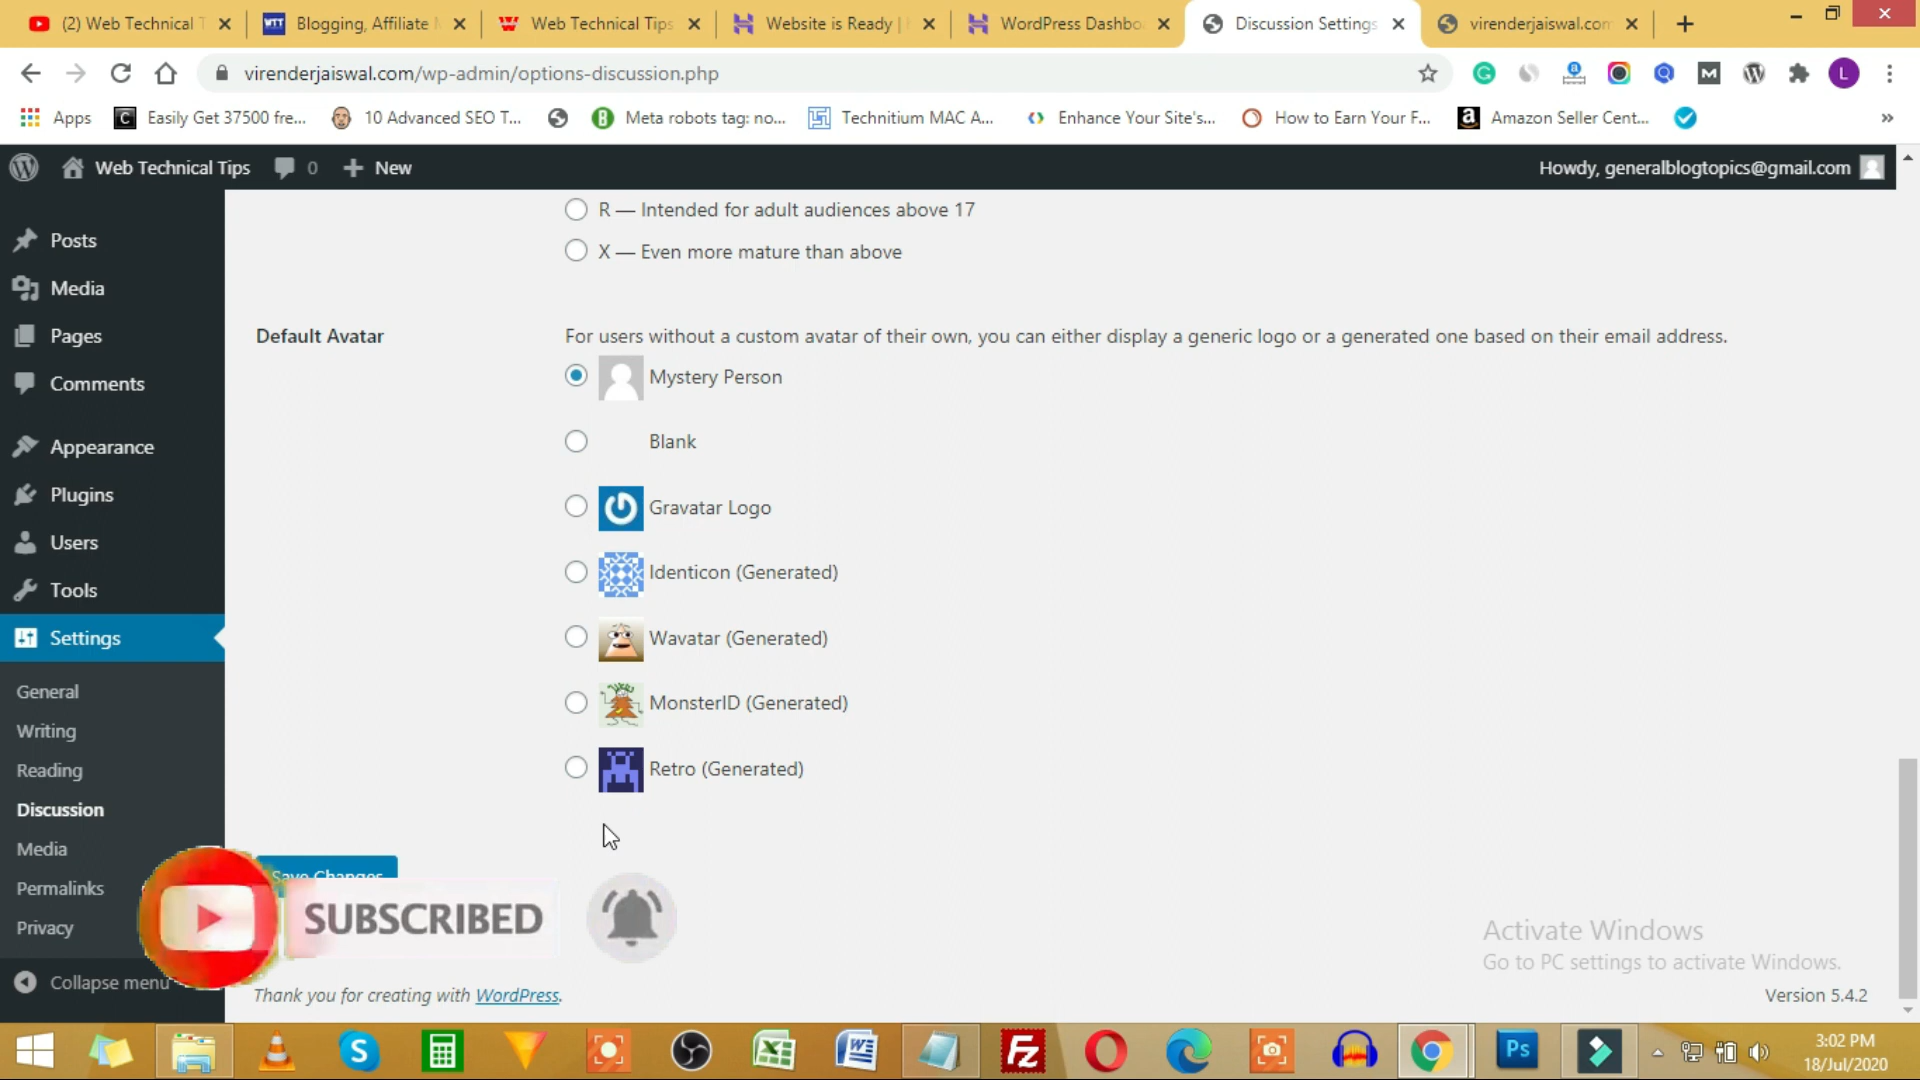 (2) Web Technical T
Blogging, Affiliate M
Web Technical Tips
Website is Ready |
WordPress Dashbo
Discussion Settings
virenderjaiswal.com
virenderjaiswal.com/wp-admin/options-discussion.php
L
Apps
Easily Get 37500 fre...
10 Advanced SEO T...
Meta robots tag: no...
Technitium MAC A...
Enhance Your Site's...
How to Earn Your F...
Amazon Seller Cent...
»
Web Technical Tips
0
New
Howdy, generalblogtopics@gmail.com
Posts
Media
Pages
Comments
Appearance
Plugins
Users
Tools
Settings
General
Writing
Reading
Discussion
Media
Permalinks
Privacy
Collapse menu
R — Intended for adult audiences above 17
X — Even more mature than above
Default Avatar
For users without a custom avatar of their own, you can either display a generic logo or a generated one based on their email address.
Mystery Person
Blank
Gravatar Logo
Identicon (Generated)
Wavatar (Generated)
MonsterID (Generated)
Retro (Generated)
Save Changes
SUBSCRIBED
Activate Windows
Go to PC settings to activate Windows.
Thank you for creating with WordPress.
Version 5.4.2
3:02 PM
18/Jul/2020